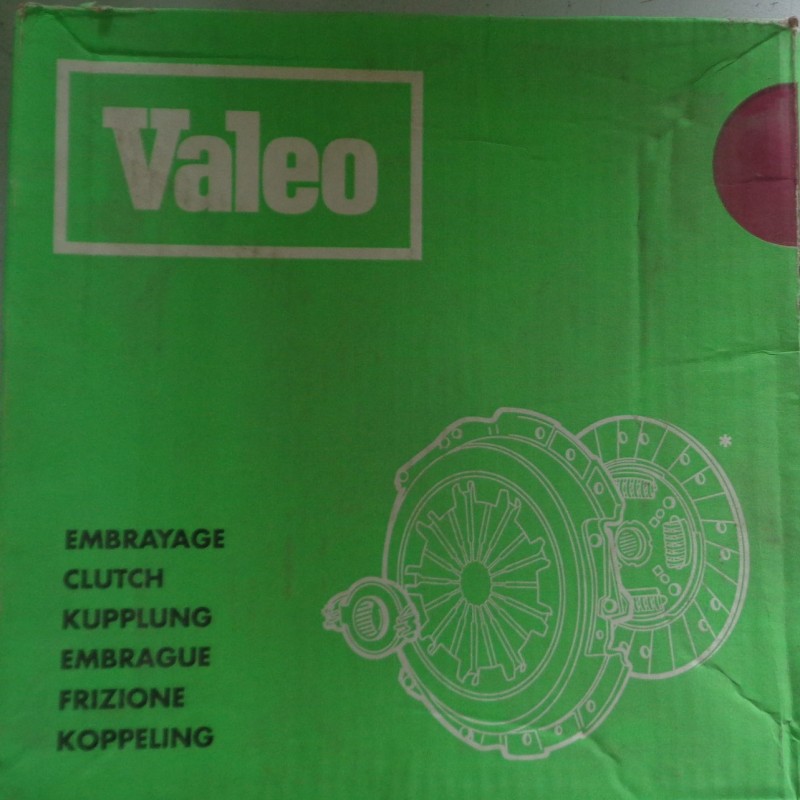 Valeo
*
EMBRAYAGE
CLUTCH
KUPPLUNG
EMBRAGUE
FRIZIONE
KOPPELING